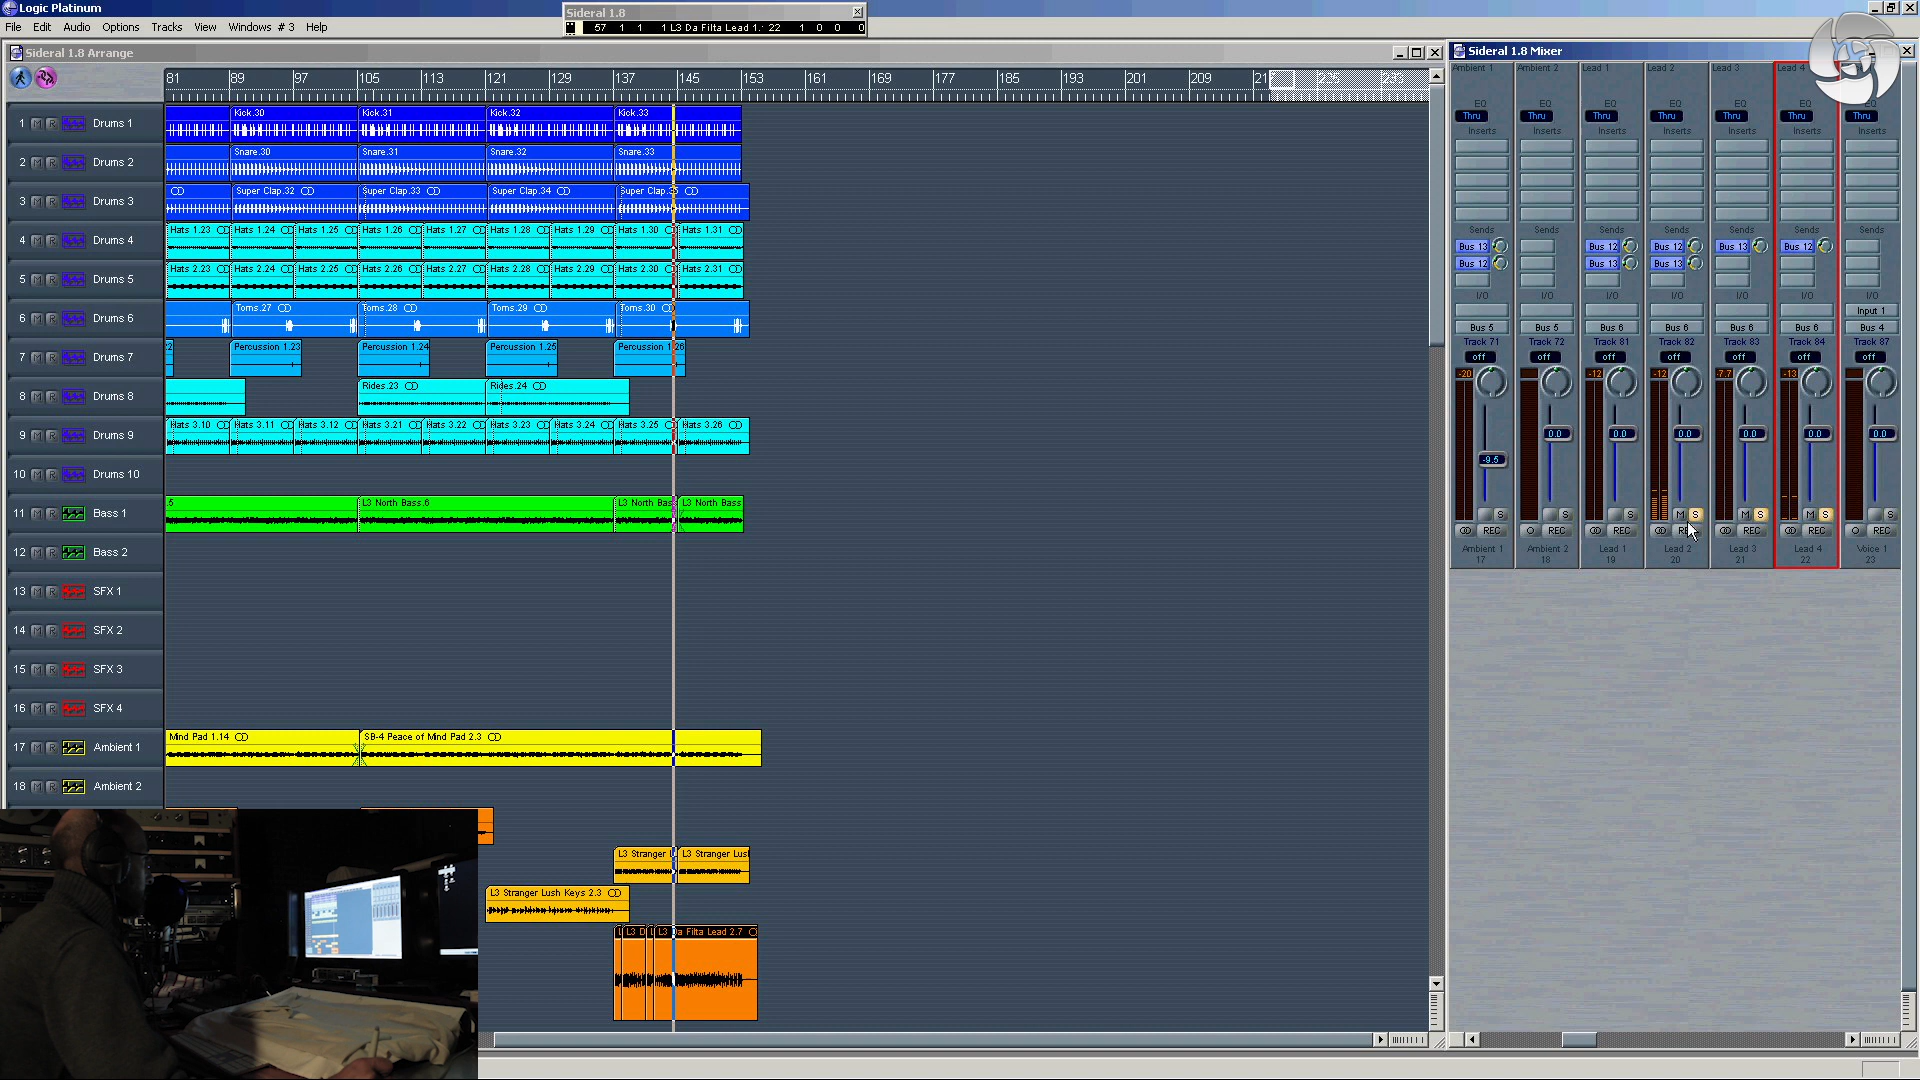 Logic Platinum
File Edit Audio Options Tracks View Windows # 3 Help
Sideral 1.8
57 1 1 1 L3 Da Filta Lead 1.* 22 1 0 0 0
Sideral 1.8 Arrange
81 89 97 105 113 121 129 137 145 153 161 169 177 185 193 201 209
1 M R Drums 1
Kick.30 Kick.31 Kick.32 Kick.33
2 M R Drums 2
Snare.30 Snare.31 Snare.32 Snare.33
3 M R Drums 3
Super Clap.32 Super Clap.33 Super Clap.34
4 M R Drums 4
Hats 1.23 Hats 1.24 Hats 1.25 Hats 1.26 Hats 1.27 Hats 1.28 Hats 1.29 Hats 1.30 Hats 1.31
5 M R Drums 5
Hats 2.23 Hats 2.24 Hats 2.25 Hats 2.26 Hats 2.27 Hats 2.28 Hats 2.29 Hats 2.30 Hats 2.31
6 M R Drums 6
Toms.27 Toms.28 Toms.29 Toms.30
7 M R Drums 7
Percussion 1.23 Percussion 1.24 Percussion 1.25 Percussion 1.26
8 M R Drums 8
Rides.23 Rides.24
9 M R Drums 9
Hats 3.10 Hats 3.11 Hats 3.12 Hats 3.21 Hats 3.22 Hats 3.23 Hats 3.24 Hats 3.25 Hats 3.26
10 M R Drums 10
11 M R Bass 1
5 L3 North Bass.6 L3 North Bas L3 North Bass
12 M R Bass 2
13 M R SFX 1
14 M R SFX 2
15 M R SFX 3
16 M R SFX 4
17 M R Ambient 1
Mind Pad 1.14 SB-4 Peace of Mind Pad 2.3
18 M R Ambient 2
L3 Stranger L L3 Stranger Lus
L3 Stranger Lush Keys 2.3
L3 D L3 Da Filta Lead 2.7
Sideral 1.8 Mixer
Ambient 1 Ambient 2 Lead 1 Lead 2 Lead 3 Lead 4
EQ EQ EQ EQ EQ EQ EQ
Thru Thru Thru Thru Thru Thru Thru
Inserts Inserts Inserts Inserts Inserts Inserts Inserts
Sends Sends Sends Sends Sends Sends Sends
Bus 13 Bus 12 Bus 12 Bus 13 Bus 12
Bus 12 Bus 13 Bus 13
I/O I/O I/O I/O I/O I/O I/O
Input 1
Bus 5 Bus 5 Bus 6 Bus 6 Bus 6 Bus 6 Bus 4
Track 71 Track 72 Track 81 Track 82 Track 83 Track 84 Track 87
off off off off off off off
-20 -12 -12 -7.7 -13
0.0 0.0 0.0 0.0 0.0 0.0
-9.5
S S S M S M S M S S
REC REC REC RE REC REC REC
Ambient 1 Ambient 2 Lead 1 Lead 2 Lead 3 Lead 4 Voice 1
17 18 19 20 21 22 23